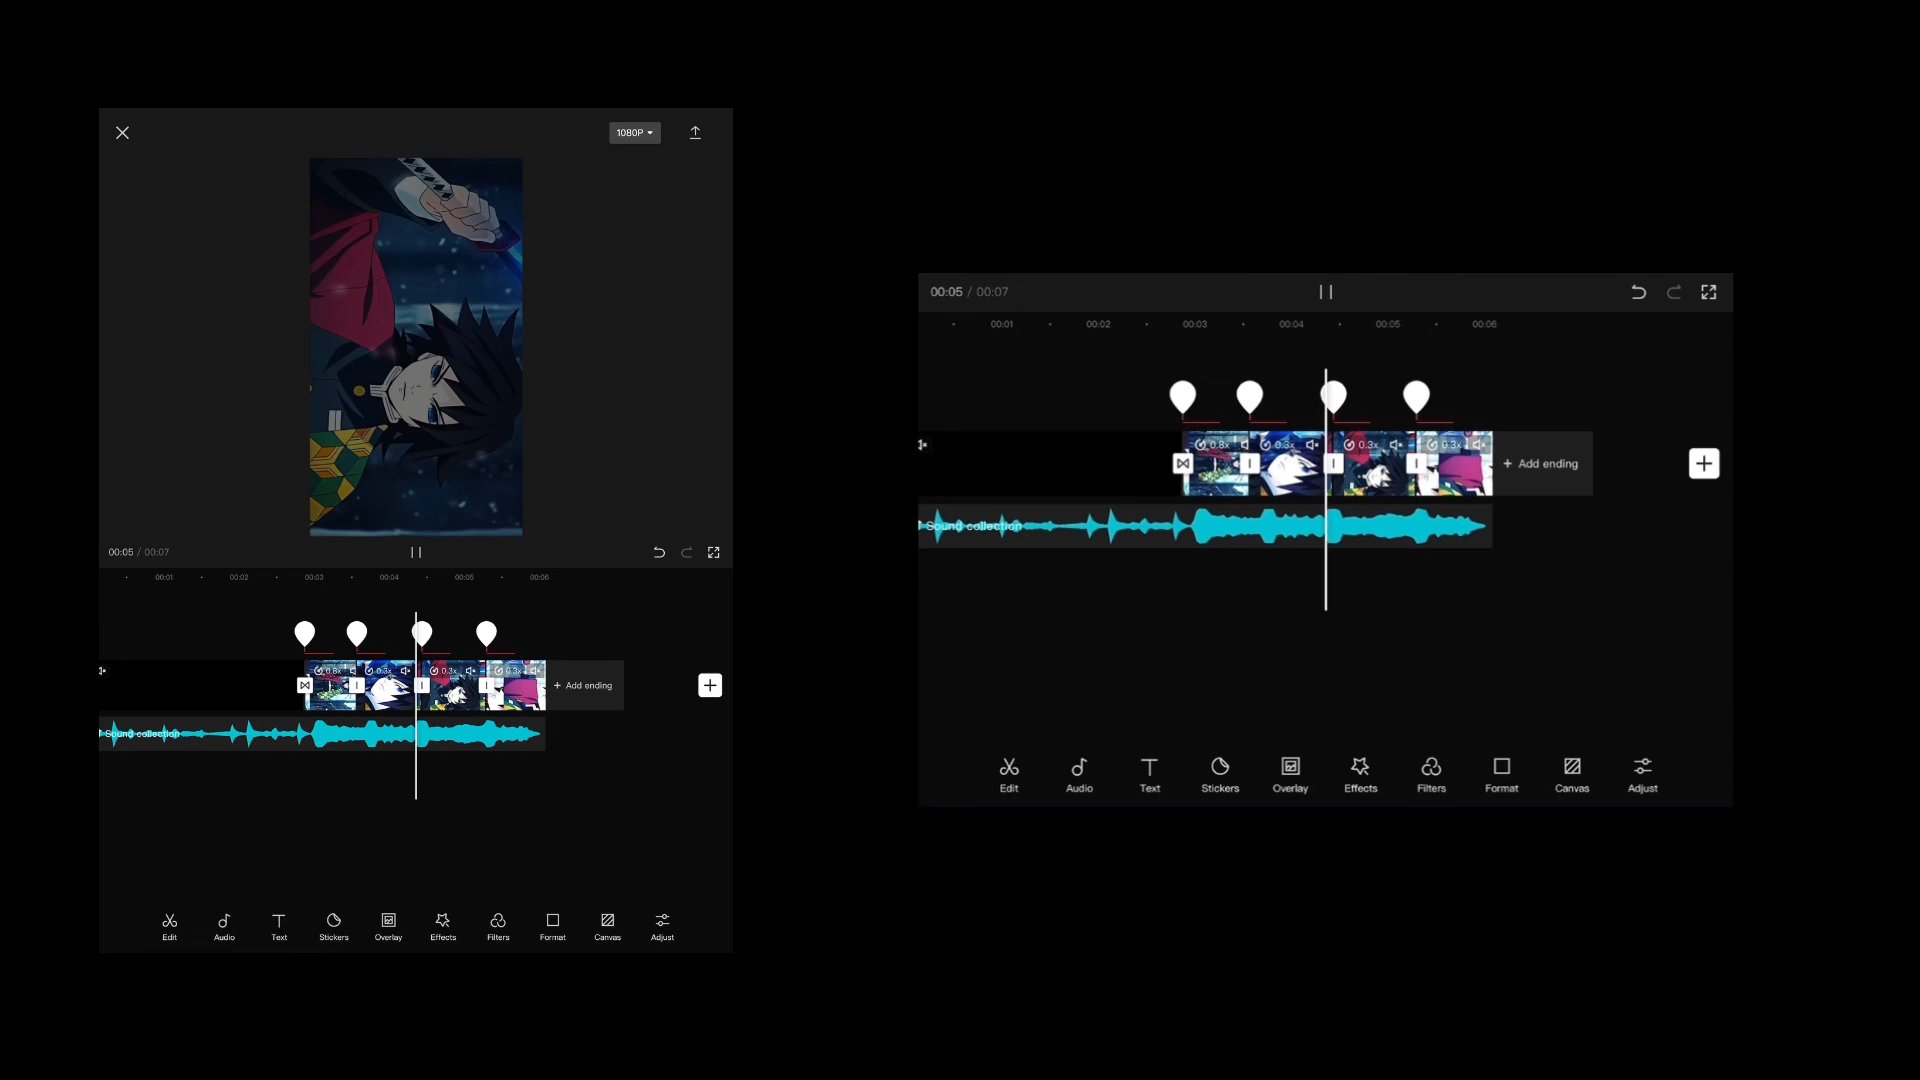 1080P
00:05 / 00:07
00:01 00:02 00:03 00:04 00:05 00:06
0.8x 0.3x 0.3x 0.3x
+ Add ending
Sound collection
Edit Audio Text Stickers Overlay Effects Filters Format Canvas Adjust
00:05 / 00:07
00:01 00:02 00:03 00:04 00:05 00:06
0.8x 0.3x 0.3x 0.3x
+ Add ending
Sound collection
Edit Audio Text Stickers Overlay Effects Filters Format Canvas Adjust